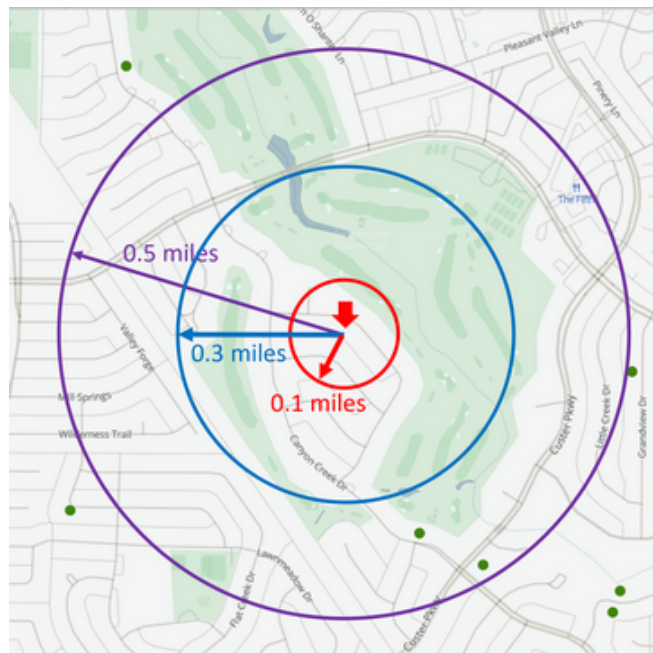 Pleasant Valley Ln
Pinery Ln
The Fifth
0.5 miles
Valley Forge
0.3 miles
0.1 miles
Mill Springs
Wilderness Trail
Canyon Creek Dr
Custer Pkwy
Little Creek Dr
Grandview Dr
Lawnmeadow Dr
Flat Creek Dr
Custer Pkwy